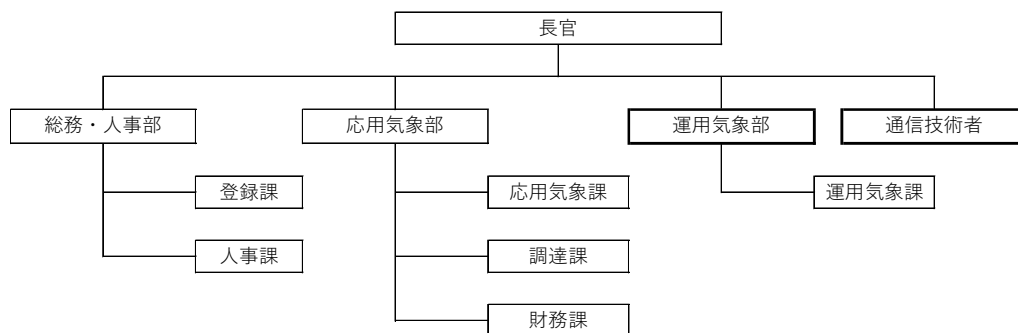 長官
総務・人事部
応用気象部
運用気象部
通信技術者
登録課
応用気象課
運用気象課
人事課
調達課
財務課